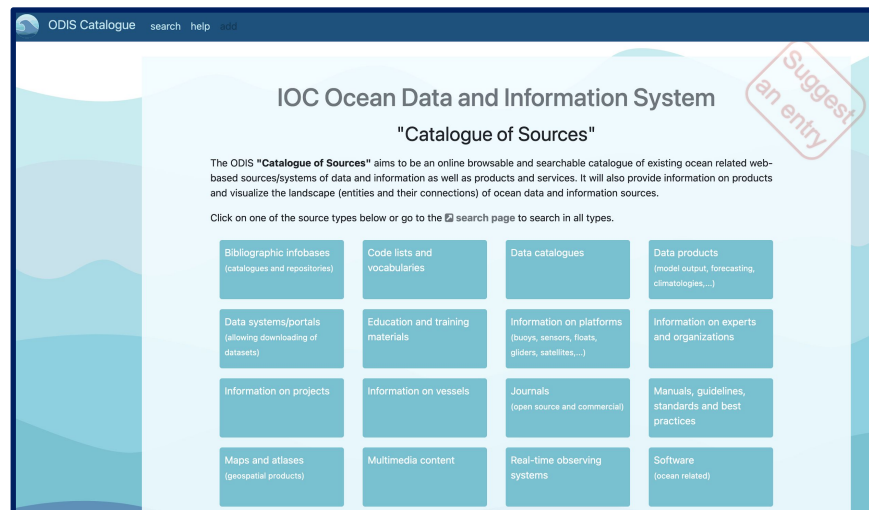 ODIS Catalogue search help add
Suggest
an entry
IOC Ocean Data and Information System
"Catalogue of Sources"
The ODIS "Catalogue of Sources" aims to be an online browsable and searchable catalogue of existing ocean related web-
based sources/systems of data and information as well as products and services. It will also provide information on products
and visualize the landscape (entities and their connections) of ocean data and information sources.
Click on one of the source types below or go to the search page to search in all types.
Bibliographic infobases
(catalogues and repositories)
Code lists and
vocabularies
Data catalogues
Data products
(model output, forecasting,
climatologies,...)
Data systems/portals
(allowing downloading of
datasets)
Education and training
materials
Information on platforms
(buoys, sensors, floats,
gliders, satellites,...)
Information on experts
and organizations
Information on projects
Information on vessels
Journals
(open source and commercial)
Manuals, guidelines,
standards and best
practices
Maps and atlases
(geospatial products)
Multimedia content
Real-time observing
systems
Software
(ocean related)